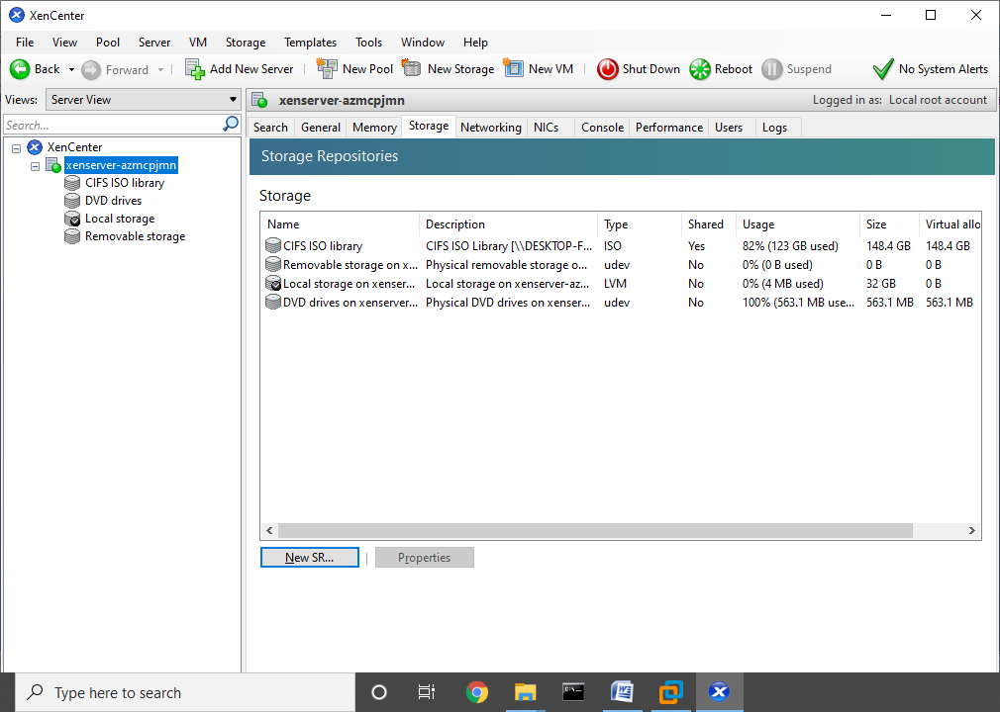 XenCenter
File View Pool Server VM Storage Templates Tools Window Help
Back Forward Add New Server New Pool New Storage New VM Shut Down Reboot Suspend No System Alerts
Views: Server View
Search...
XenCenter
xenserver-azmcpjmn
CIFS ISO library
DVD drives
Local storage
Removable storage
xenserver-azmcpjmn Logged in as: Local root account
Search General Memory Storage Networking NICs Console Performance Users Logs
Storage Repositories
Storage
Name Description Type Shared Usage Size Virtual allo
CIFS ISO library CIFS ISO Library [\\DESKTOP-F... ISO Yes 82% (123 GB used) 148.4 GB 148.4 GB
Removable storage on x... Physical removable storage o... udev No 0% (0 B used) 0 B 0 B
Local storage on xenser... Local storage on xenserver-az... LVM No 0% (4 MB used) 32 GB 0 B
DVD drives on xenserver... Physical DVD drives on xenser... udev No 100% (563.1 MB use... 563.1 MB 563.1 MB
New SR... Properties
Type here to search